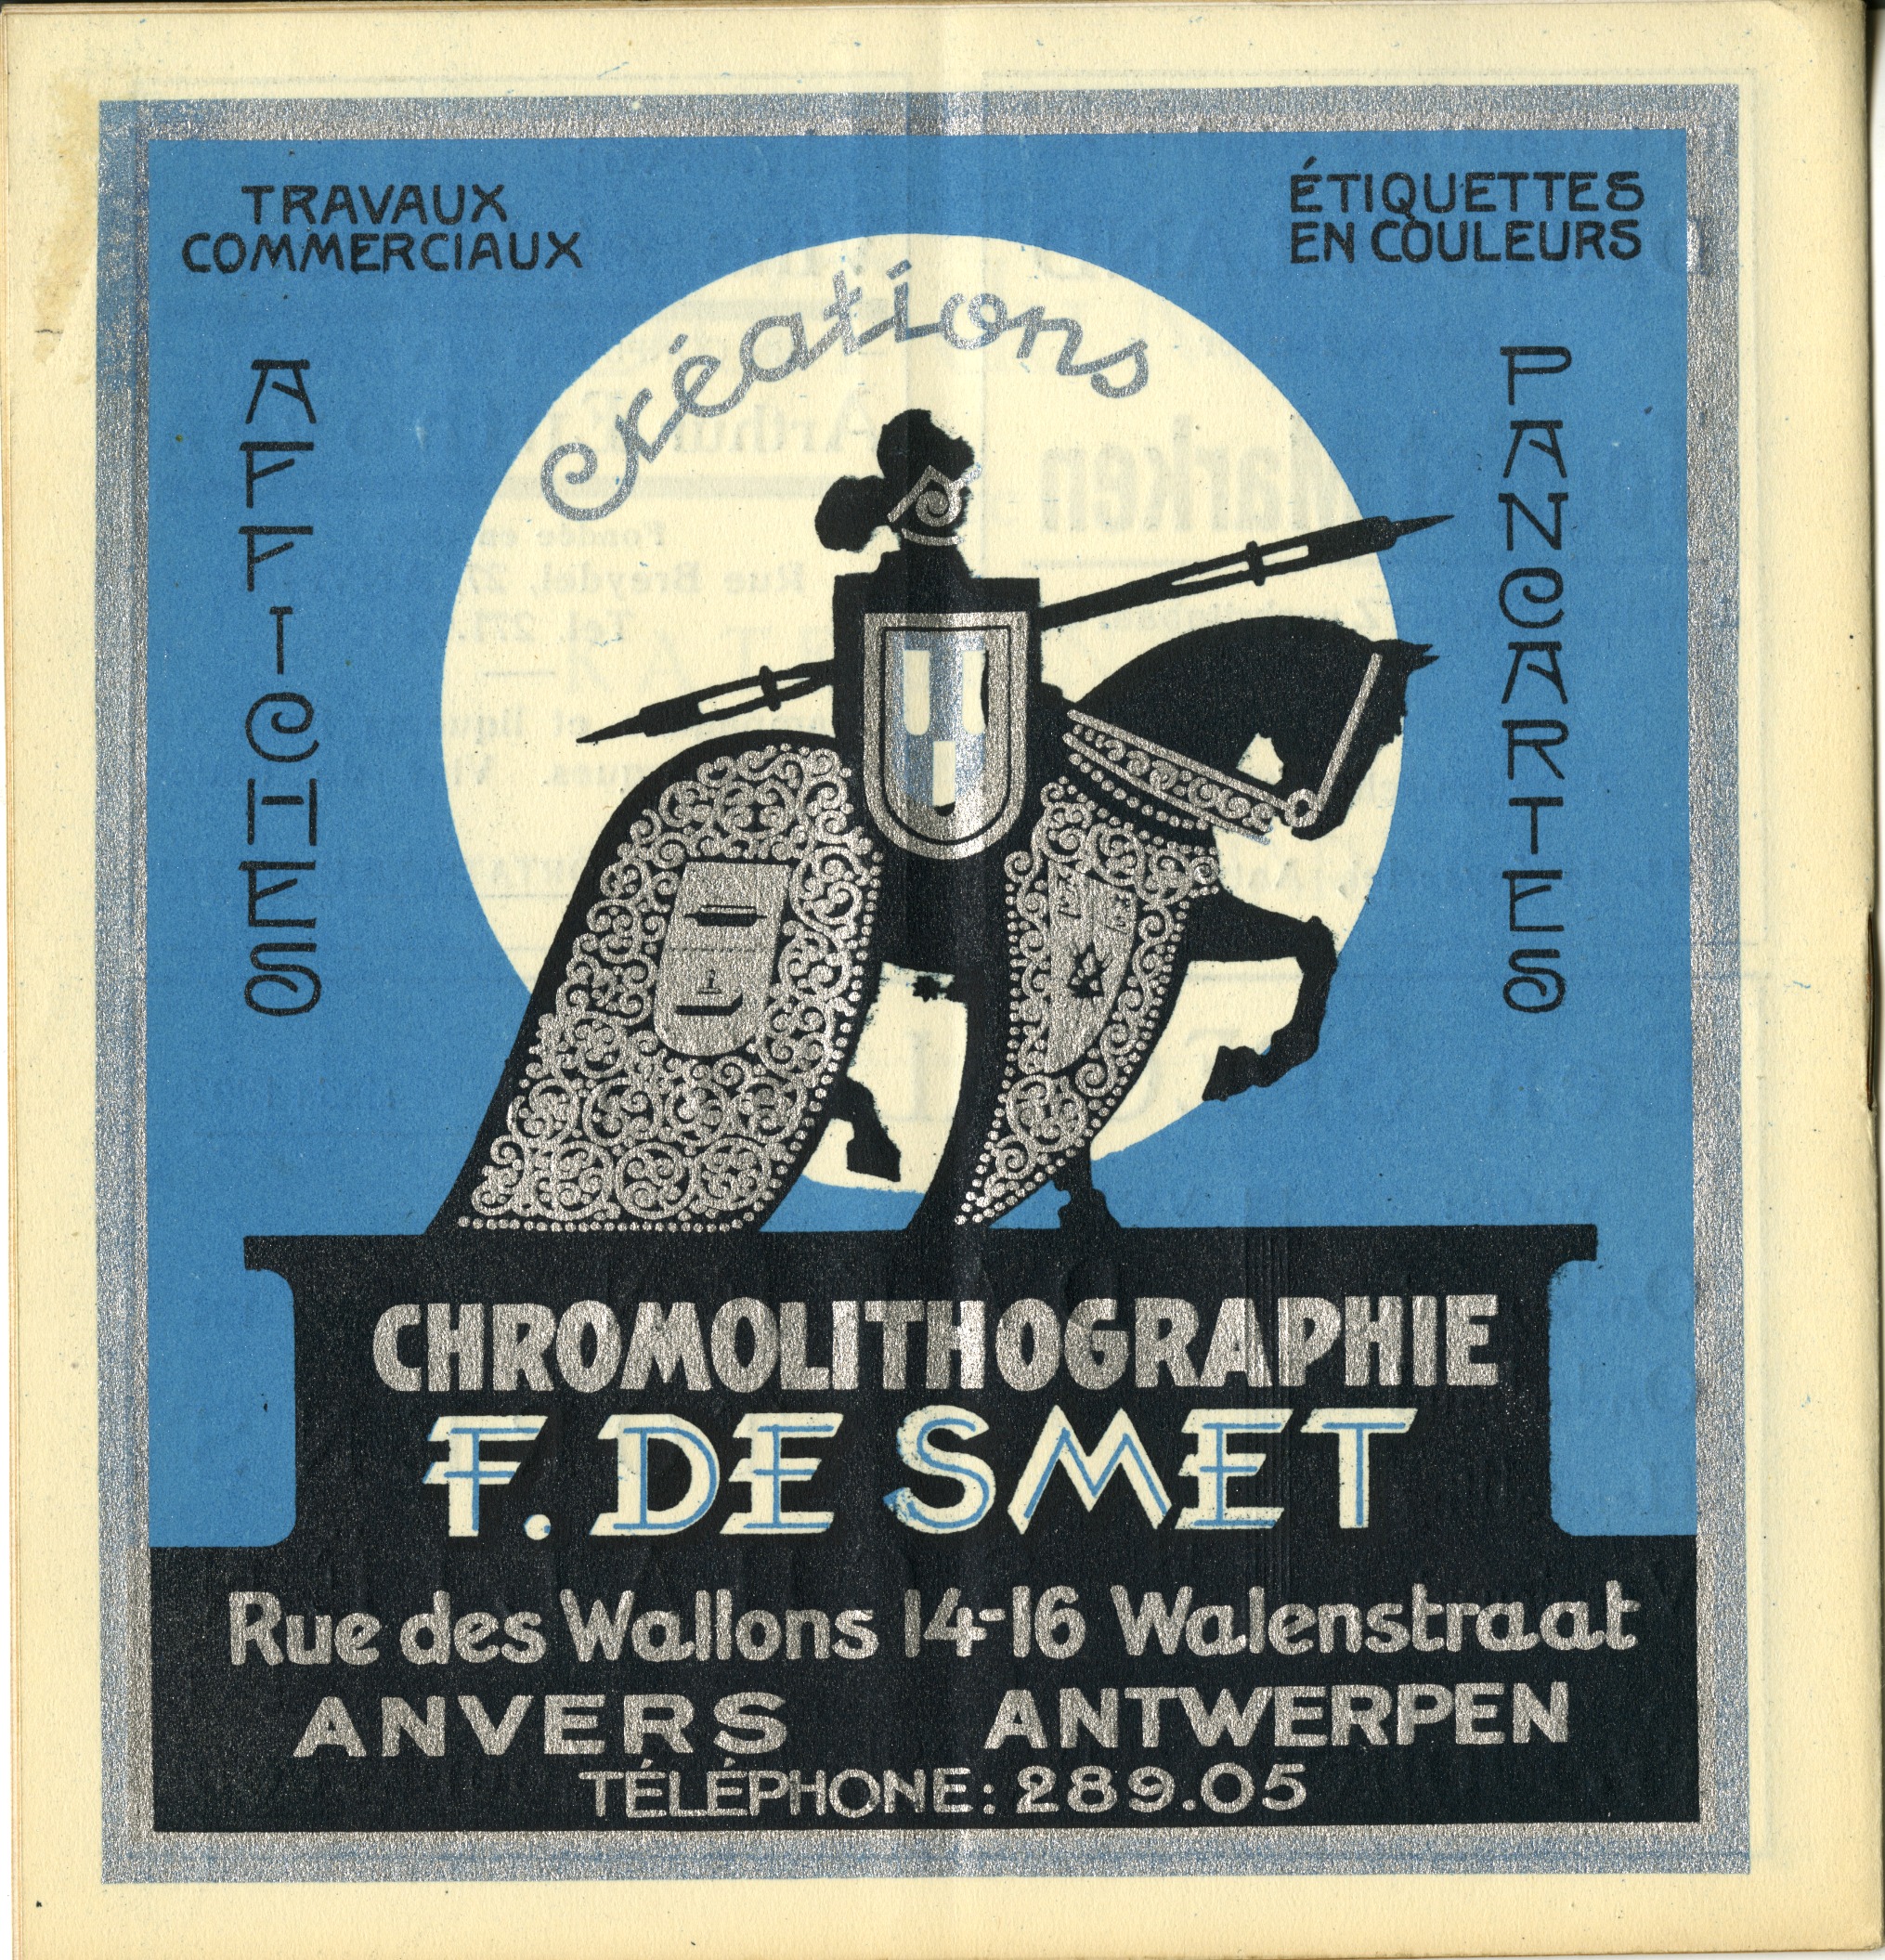 TRAVAUX
COMMERCIAUX
ÉTIQUETTES
EN COULEURS
créations
AFFICHES
PANCARTES
CHROMOLITHOGRAPHIE
F. DE SMET
Rue des Wallons 14-16 Walenstraat
ANVERS ANTWERPEN
TÉLÉPHONE: 289.05